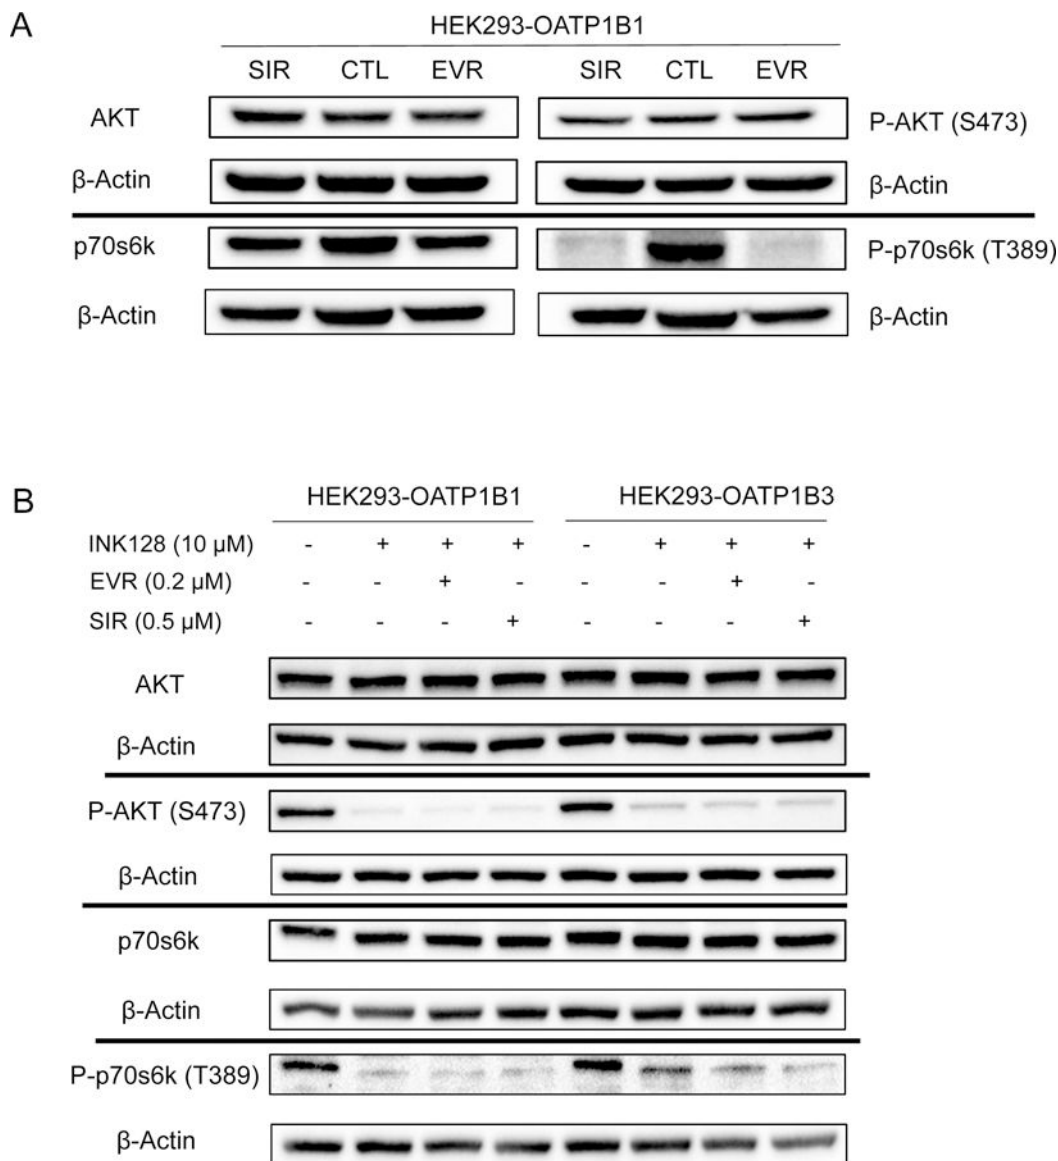 A
HEK293-OATP1B1
SIR CTL EVR SIR CTL EVR
AKT P-AKT (S473)
β-Actin β-Actin
p70s6k P-p70s6k (T389)
β-Actin β-Actin
B
HEK293-OATP1B1 HEK293-OATP1B3
INK128 (10 µM) - + + + - + + +
EVR (0.2 µM) - - + - - - + -
SIR (0.5 µM) - - - + - - - +
AKT
β-Actin
P-AKT (S473)
β-Actin
p70s6k
β-Actin
P-p70s6k (T389)
β-Actin